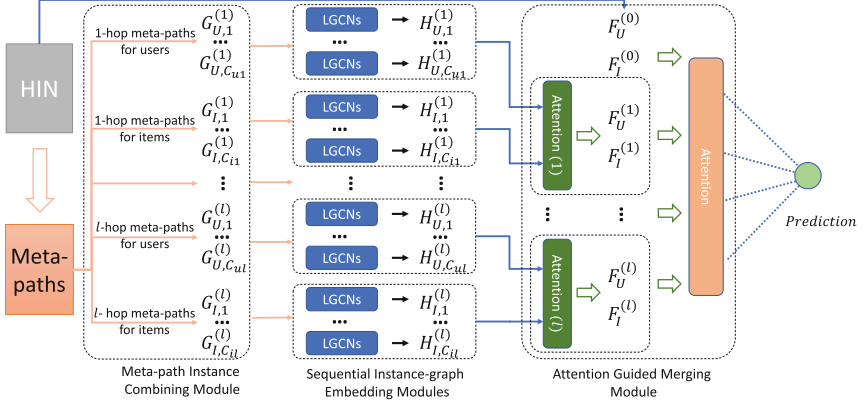 HIN
Meta-
paths
1-hop meta-paths
for users
1-hop meta-paths
for items
l-hop meta-paths
for users
l- hop meta-paths
for items
G_{U,1}^{(1)}
...
G_{U,C_{u1}}^{(1)}
G_{I,1}^{(1)}
...
G_{I,C_{i1}}^{(1)}
⋮
G_{U,1}^{(l)}
...
G_{U,C_{ul}}^{(l)}
G_{I,1}^{(l)}
...
G_{I,C_{il}}^{(l)}
Meta-path Instance
Combining Module
LGCNs → H_{U,1}^{(1)}
... ...
LGCNs → H_{U,C_{u1}}^{(1)}
LGCNs → H_{I,1}^{(1)}
... ...
LGCNs → H_{I,C_{i1}}^{(1)}
⋮ ⋮
LGCNs → H_{U,1}^{(l)}
... ...
LGCNs → H_{U,C_{ul}}^{(l)}
LGCNs → H_{I,1}^{(l)}
... ...
LGCNs → H_{I,C_{il}}^{(l)}
Sequential Instance-graph
Embedding Modules
F_U^{(0)}
F_I^{(0)}
Attention (1)
F_U^{(1)}
F_I^{(1)}
⋮ ⋮
Attention (l)
F_U^{(l)}
F_I^{(l)}
Attention
Attention Guided Merging
Module
Prediction